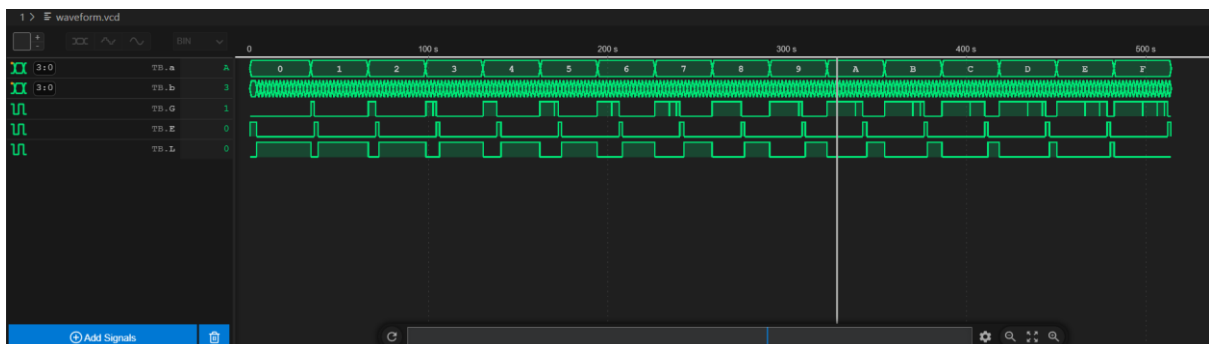 1 > waveform.vcd
BIN
0 100 s 200 s 300 s 400 s 500 s
3:0 TB.a A 0 1 2 3 4 5 6 7 8 9 A B C D E F
3:0 TB.b 3
TB.G 1
TB.E 0
TB.L 0
Add Signals